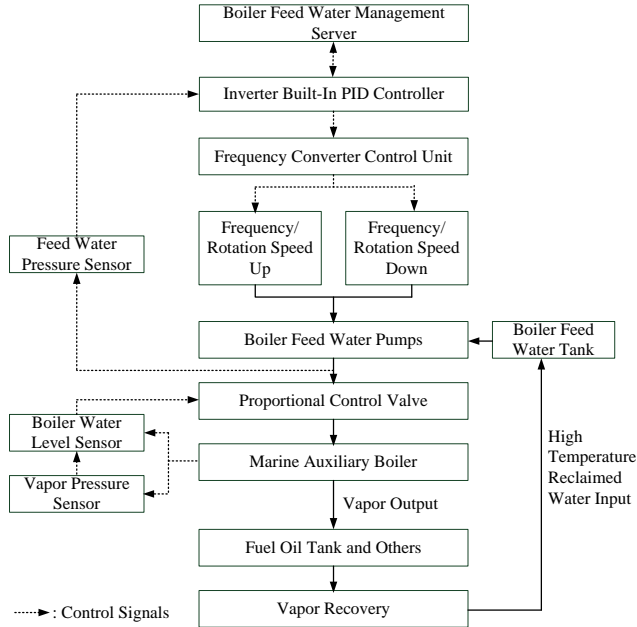 Boiler Feed Water Management
Server
Inverter Built-In PID Controller
Frequency Converter Control Unit
Frequency/
Rotation Speed
Up
Frequency/
Rotation Speed
Down
Feed Water
Pressure Sensor
Boiler Feed Water Pumps
Boiler Feed
Water Tank
Proportional Control Valve
Boiler Water
Level Sensor
Marine Auxiliary Boiler
Vapor Pressure
Sensor
High
Temperature
Reclaimed
Water Input
Vapor Output
Fuel Oil Tank and Others
Vapor Recovery
: Control Signals